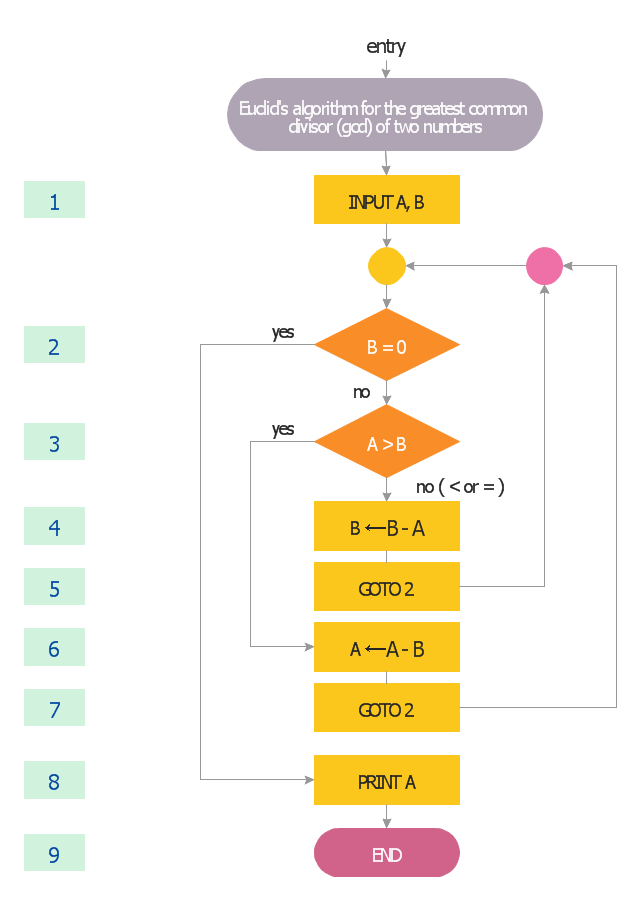 entry
Euclid's algorithm for the greatest common
divisor (gcd) of two numbers
1
INPUT A, B
yes
2
B = 0
no
yes
3
A > B
no ( < or = )
4
B ← B - A
5
GOTO 2
6
A ← A - B
7
GOTO 2
8
PRINT A
9
END